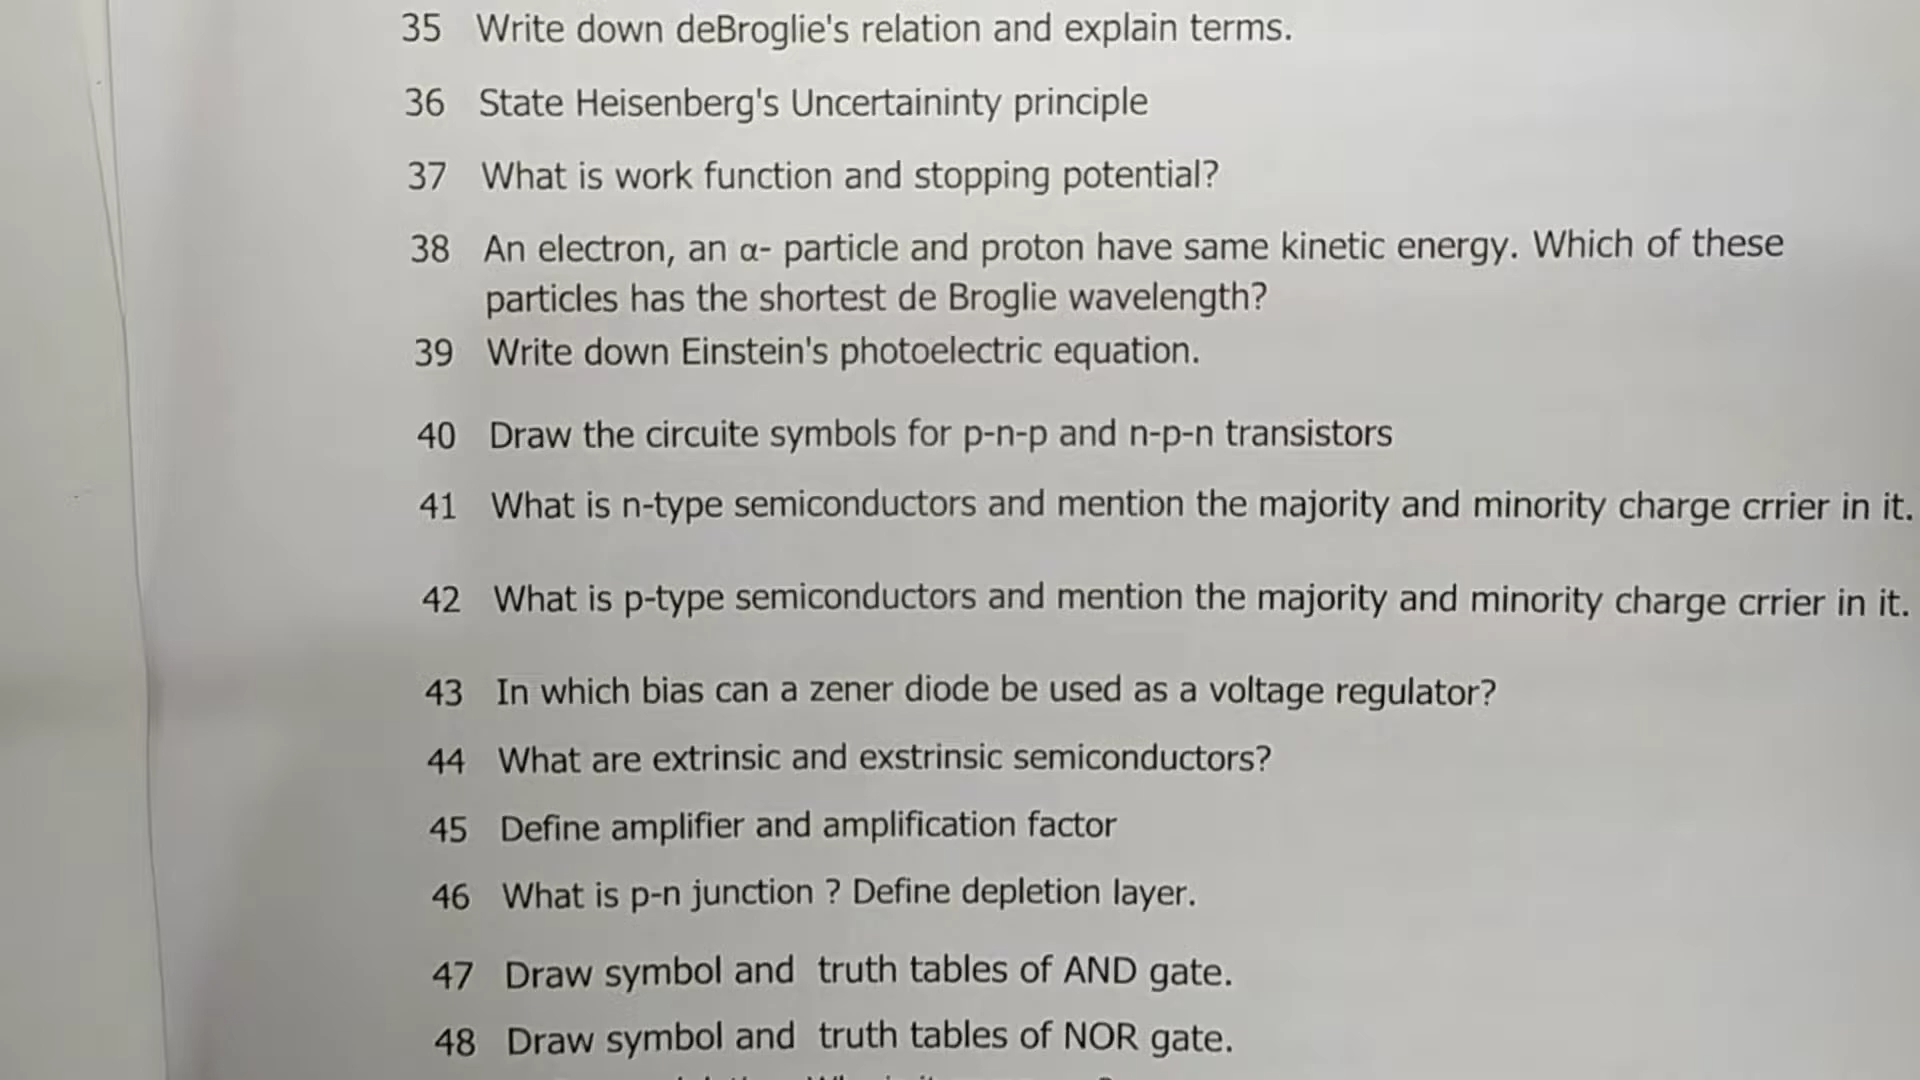 35 Write down deBroglie's relation and explain terms.
36 State Heisenberg's Uncertaininty principle
37 What is work function and stopping potential?
38 An electron, an α- particle and proton have same kinetic energy. Which of these
particles has the shortest de Broglie wavelength?
39 Write down Einstein's photoelectric equation.
40 Draw the circuite symbols for p-n-p and n-p-n transistors
41 What is n-type semiconductors and mention the majority and minority charge crrier in it.
42 What is p-type semiconductors and mention the majority and minority charge crrier in it.
43 In which bias can a zener diode be used as a voltage regulator?
44 What are extrinsic and exstrinsic semiconductors?
45 Define amplifier and amplification factor
46 What is p-n junction ? Define depletion layer.
47 Draw symbol and truth tables of AND gate.
48 Draw symbol and truth tables of NOR gate.